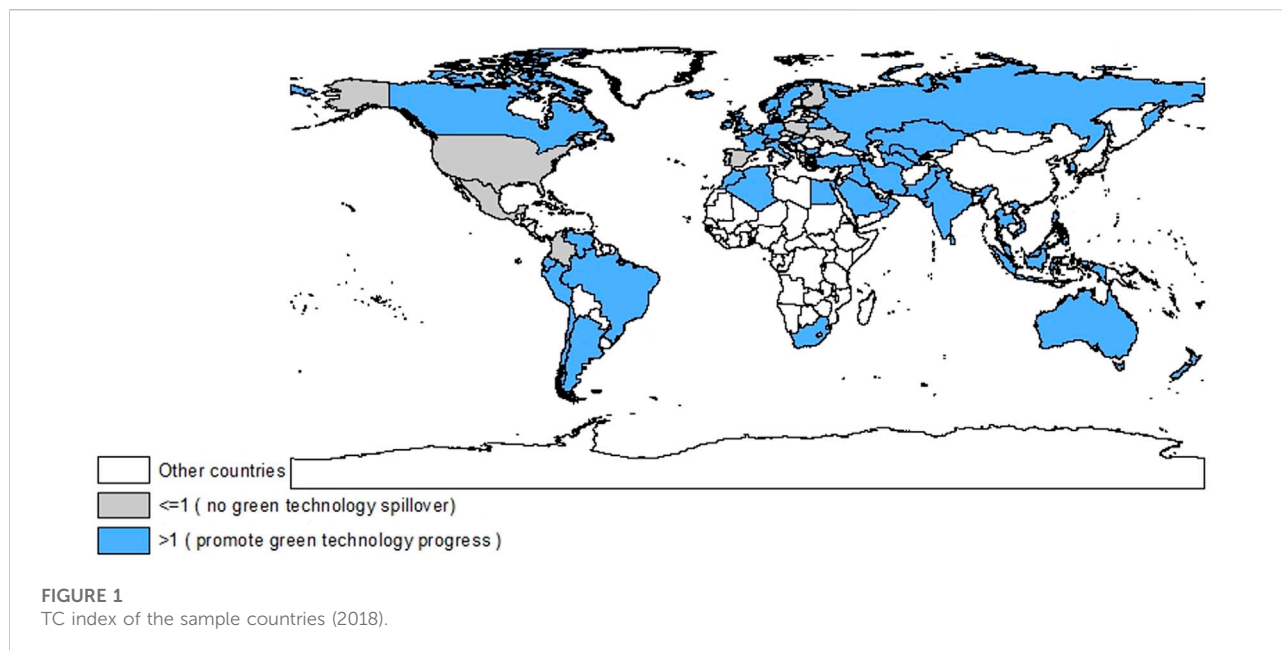 Other countries
<=1 ( no green technology spillover)
>1 ( promote green technology progress )
FIGURE 1
TC index of the sample countries (2018).